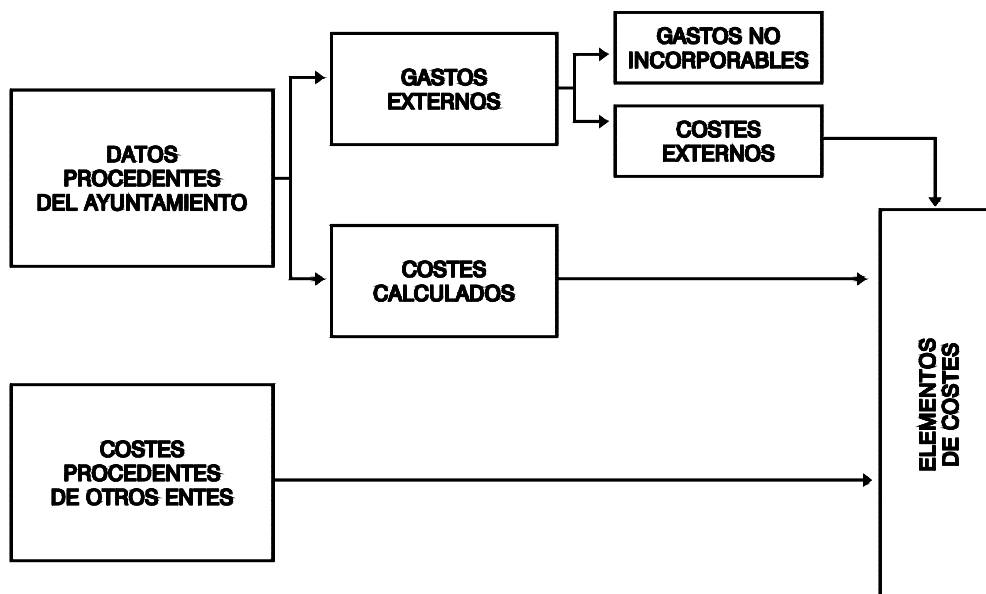 GASTOS NO
INCORPORABLES
GASTOS
EXTERNOS
COSTES
EXTERNOS
DATOS
PROCEDENTES
DEL AYUNTAMIENTO
COSTES
CALCULADOS
ELEMENTOS
DE COSTES
COSTES
PROCEDENTES
DE OTROS ENTES